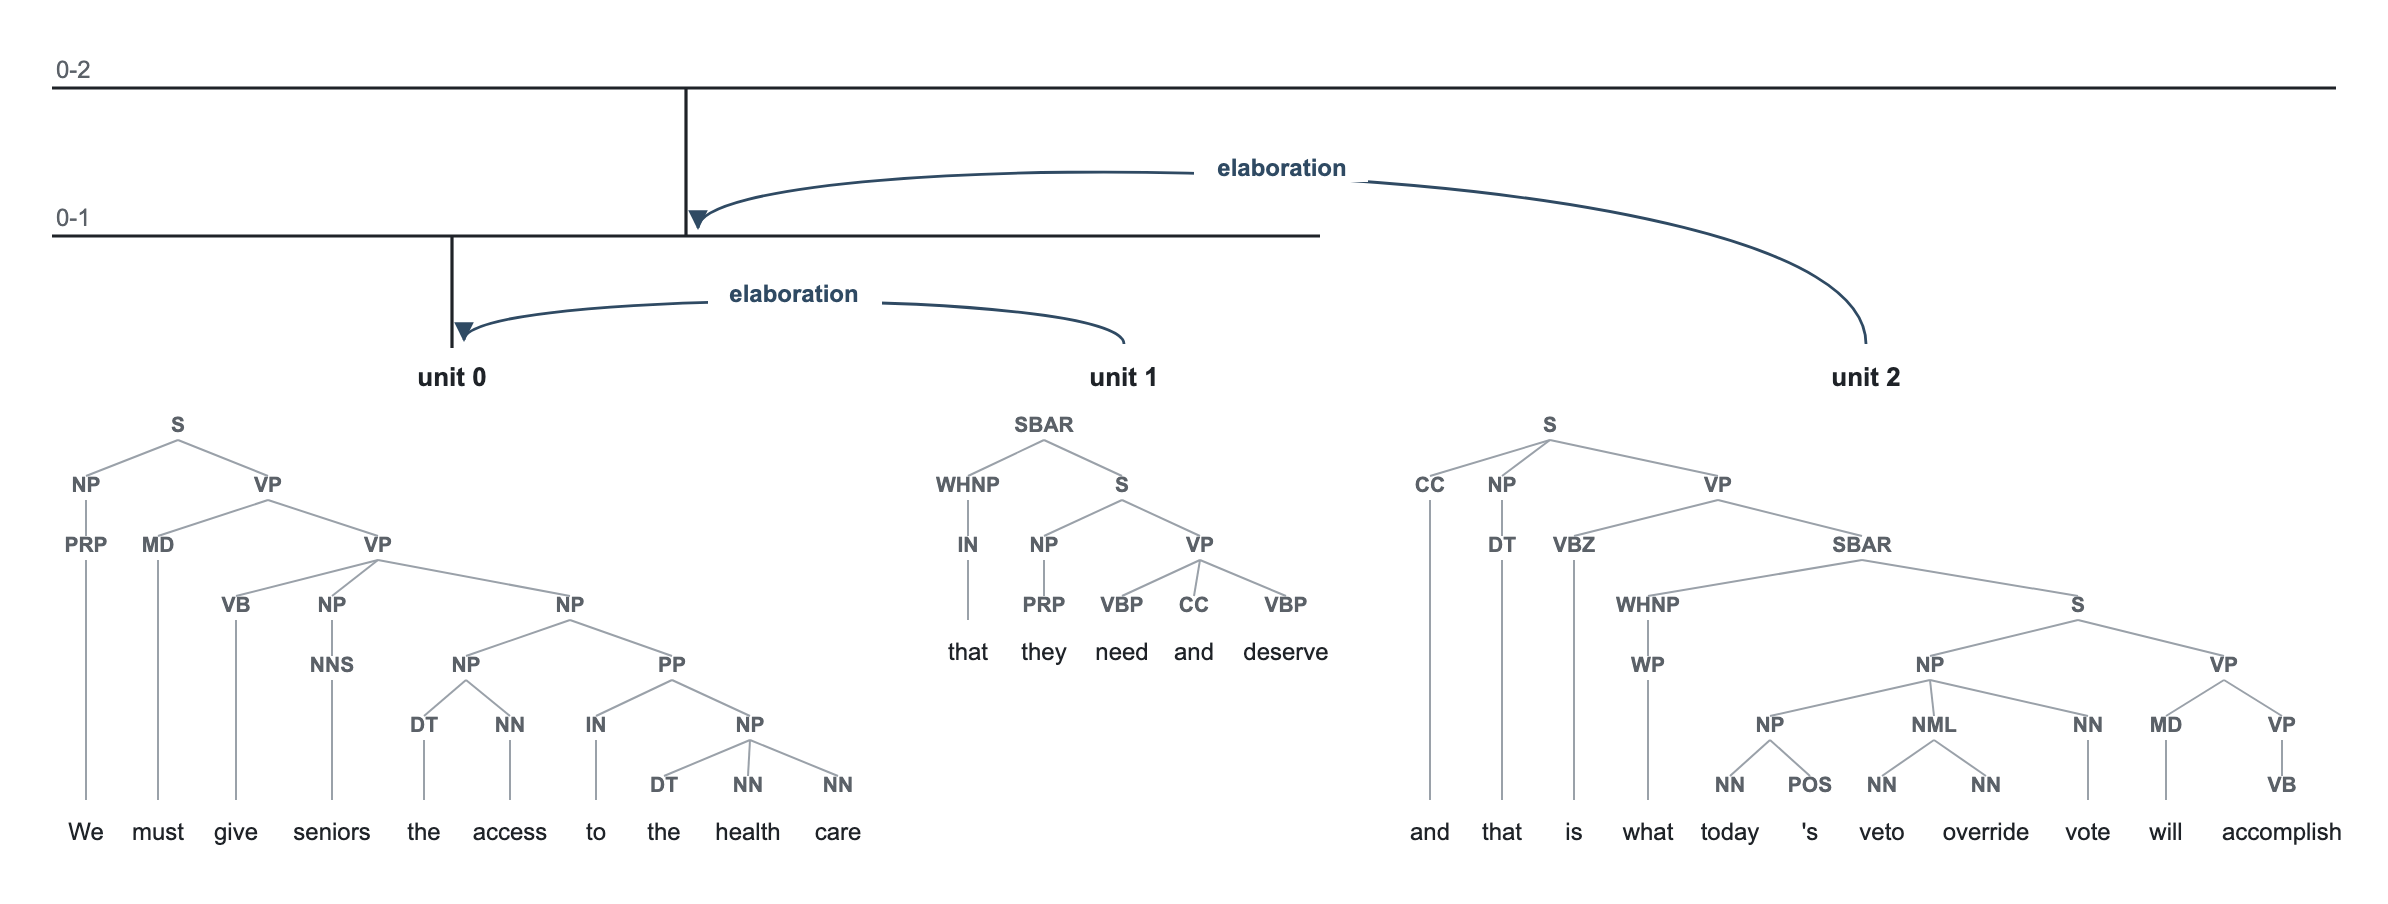 0-2
elaboration
0-1
elaboration
unit 0 unit 1 unit 2
S SBAR S
NP VP WHNP S CC NP VP
PRP MD VP IN NP VP DT VBZ SBAR
VB NP NP PRP VBP CC VBP WHNP S
that they need and deserve
NNS NP PP WP NP VP
DT NN IN NP NP NML NN MD VP
DT NN NN NN POS NN NN VB
We must give seniors the access to the health care and that is what today 's veto override vote will accomplish